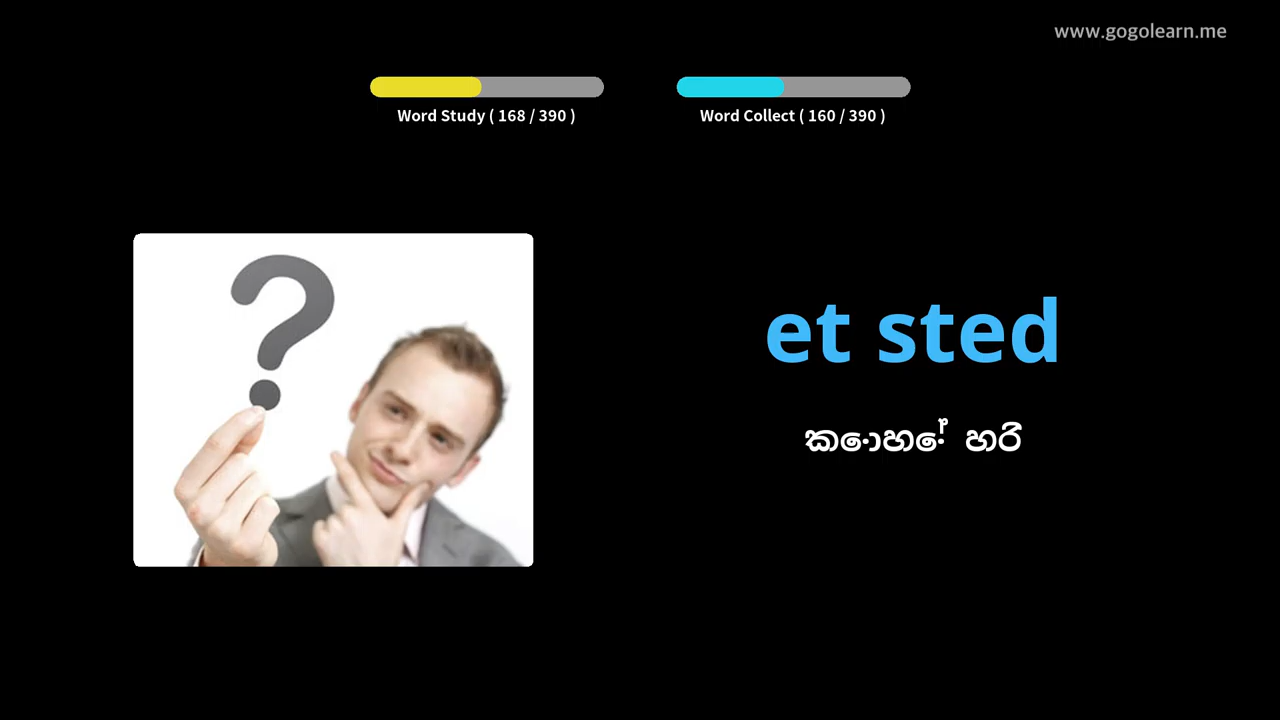 www.gogolearn.me
Word Study ( 168 / 390 )
Word Collect ( 160 / 390 )
et sted
කොහේ හරි